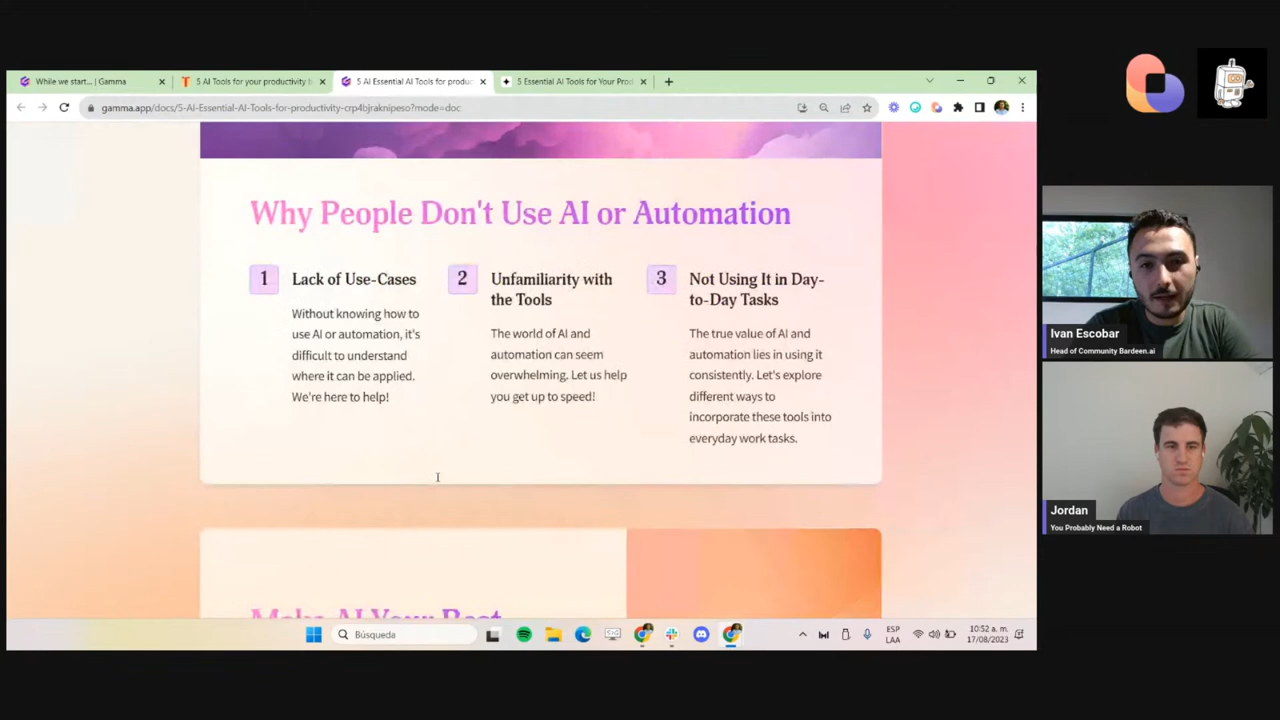 While we start... | Gamma
5 AI Tools for your productivity b
5 AI Essential AI Tools for produc
5 Essential AI Tools for Your Prod
gamma.app/docs/5-AI-Essential-AI-Tools-for-productivity-crp4bjraknipeso?mode=doc
Why People Don't Use AI or Automation
1
Lack of Use-Cases
Without knowing how to
use AI or automation, it's
difficult to understand
where it can be applied.
We're here to help!
2
Unfamiliarity with
the Tools
The world of AI and
automation can seem
overwhelming. Let us help
you get up to speed!
3
Not Using It in Day-
to-Day Tasks
The true value of AI and
automation lies in using it
consistently. Let's explore
different ways to
incorporate these tools into
everyday work tasks.
Make AI Your Best
Ivan Escobar
Head of Community Bardeen.ai
Jordan
You Probably Need a Robot
Búsqueda
ESP
LAA
10:52 a. m.
17/08/2023